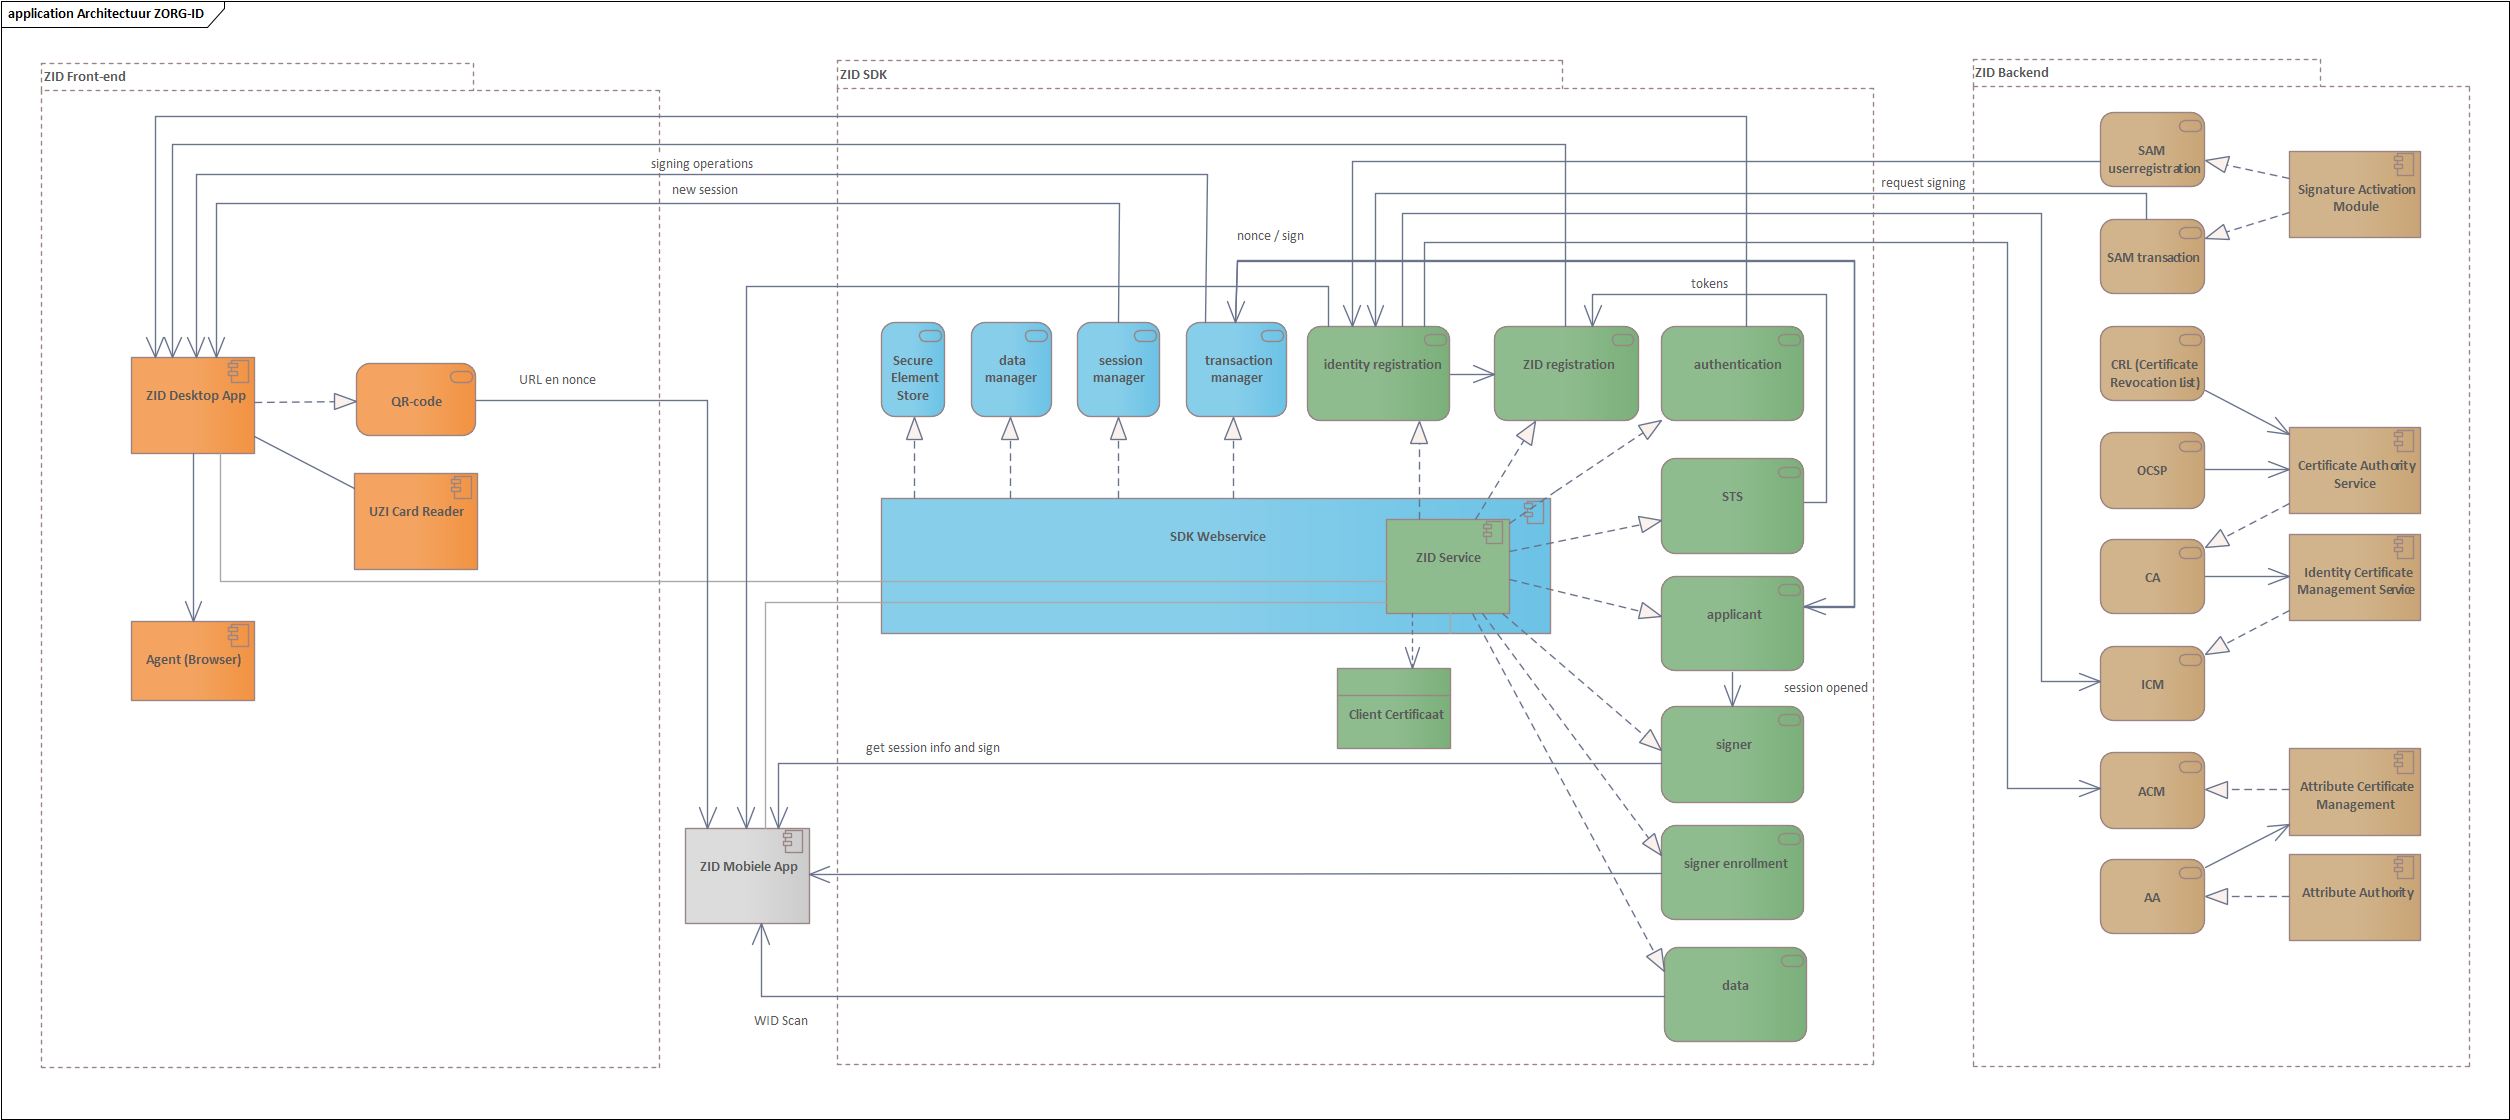 application Architectuur ZORG-ID
ZID Front-end
ZID SDK
ZID Backend
signing operations
new session
nonce / sign
request signing
tokens
SAM
userregistration
Signature Activation
Module
SAM transaction
ZID Desktop App
QR-code
URL en nonce
UZI Card Reader
Agent (Browser)
Secure
Element
Store
data
manager
session
manager
transaction
manager
identity registration
ZID registration
authentication
CRL (Certificate
Revocation List)
OCSP
Certificate Authority
Service
CA
Identity Certificate
Management Service
ICM
ACM
Attribute Certificate
Management
AA
Attribute Authority
SDK Webservice
ZID Service
STS
applicant
session opened
Client Certificaat
signer
get session info and sign
ZID Mobiele App
signer enrollment
data
WID Scan